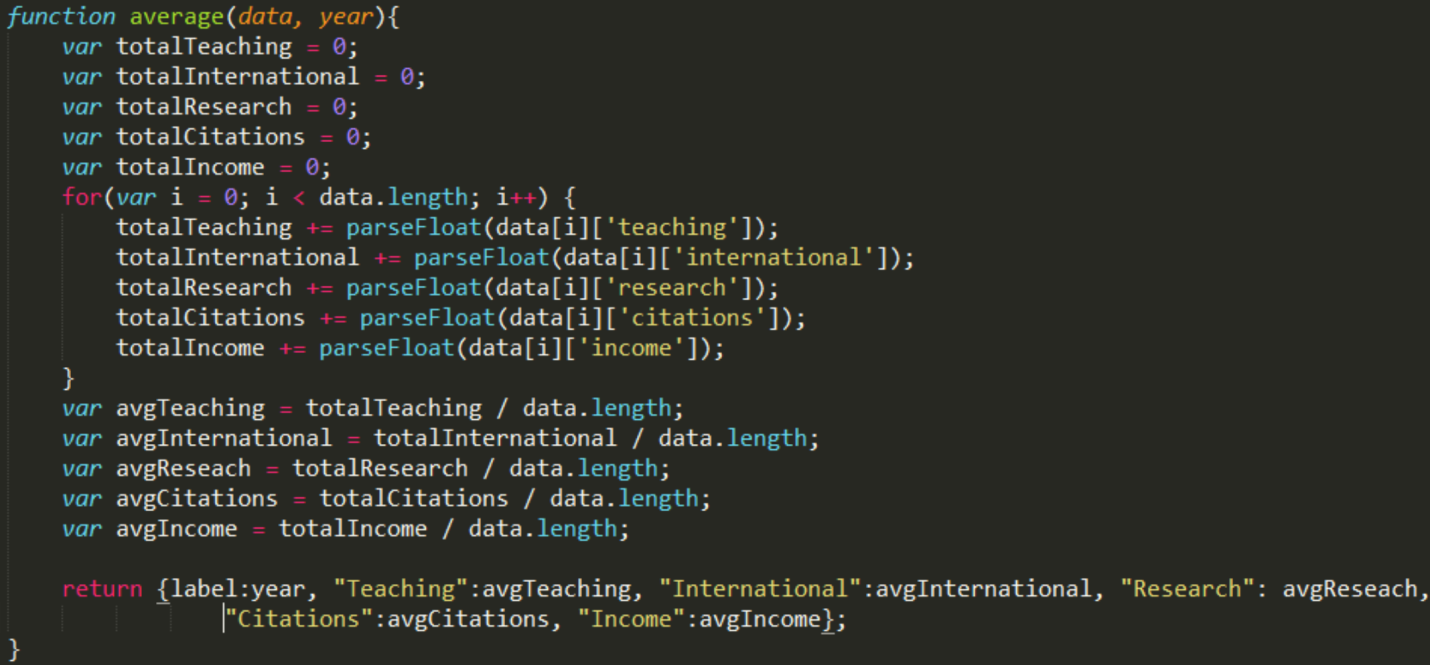 function average(data, year){
    var totalTeaching = 0;
    var totalInternational = 0;
    var totalResearch = 0;
    var totalCitations = 0;
    var totalIncome = 0;
    for(var i = 0; i < data.length; i++) {
        totalTeaching += parseFloat(data[i]['teaching']);
        totalInternational += parseFloat(data[i]['international']);
        totalResearch += parseFloat(data[i]['research']);
        totalCitations += parseFloat(data[i]['citations']);
        totalIncome += parseFloat(data[i]['income']);
    }
    var avgTeaching = totalTeaching / data.length;
    var avgInternational = totalInternational / data.length;
    var avgReseach = totalResearch / data.length;
    var avgCitations = totalCitations / data.length;
    var avgIncome = totalIncome / data.length;

    return {label:year, "Teaching":avgTeaching, "International":avgInternational, "Research": avgReseach,
                "Citations":avgCitations, "Income":avgIncome};
}